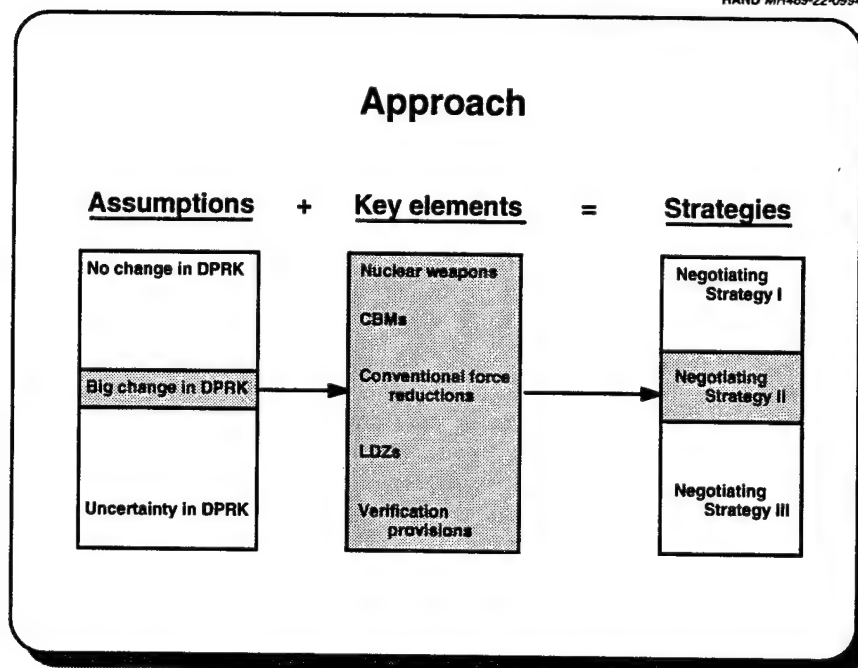 Approach
Assumptions + Key elements = Strategies
No change in DPRK
Big change in DPRK
Uncertainty in DPRK
Nuclear weapons
CBMs
Conventional force
reductions
LDZs
Verification
provisions
Negotiating
Strategy I
Negotiating
Strategy II
Negotiating
Strategy III